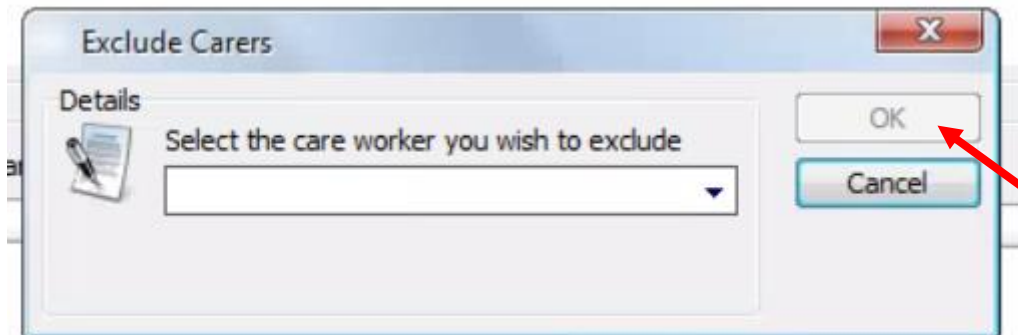 Exclude Carers
Details
Select the care worker you wish to exclude
OK
Cancel